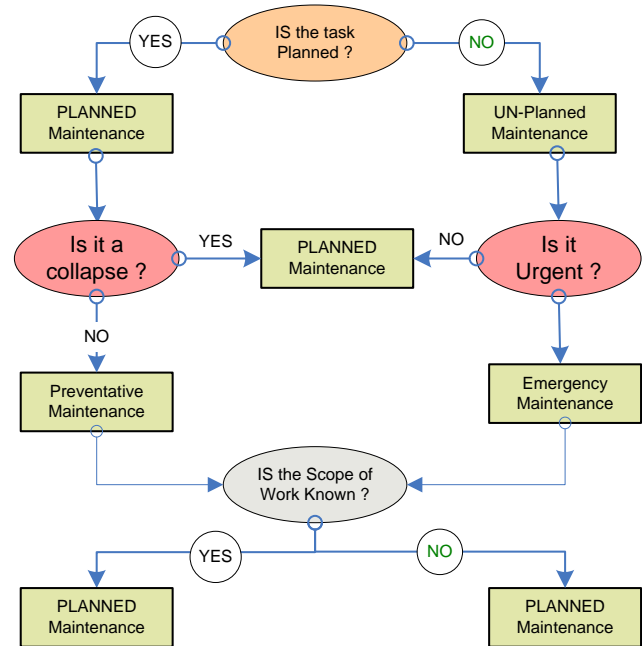 IS the task
Planned ?
YES
NO
PLANNED
Maintenance
UN-Planned
Maintenance
Is it a
collapse ?
YES
PLANNED
Maintenance
NO
Is it
Urgent ?
NO
Preventative
Maintenance
Emergency
Maintenance
IS the Scope of
Work Known ?
YES
NO
PLANNED
Maintenance
PLANNED
Maintenance